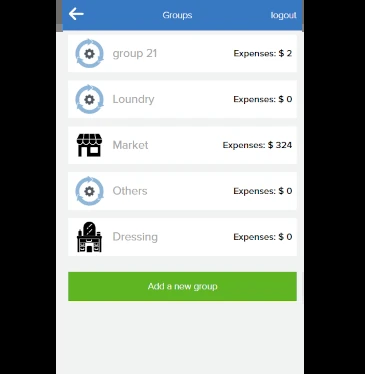 Groups logout
group 21 Expenses: $ 2
Loundry Expenses: $ 0
Market Expenses: $ 324
Others Expenses: $ 0
Dressing Expenses: $ 0
Add a new group